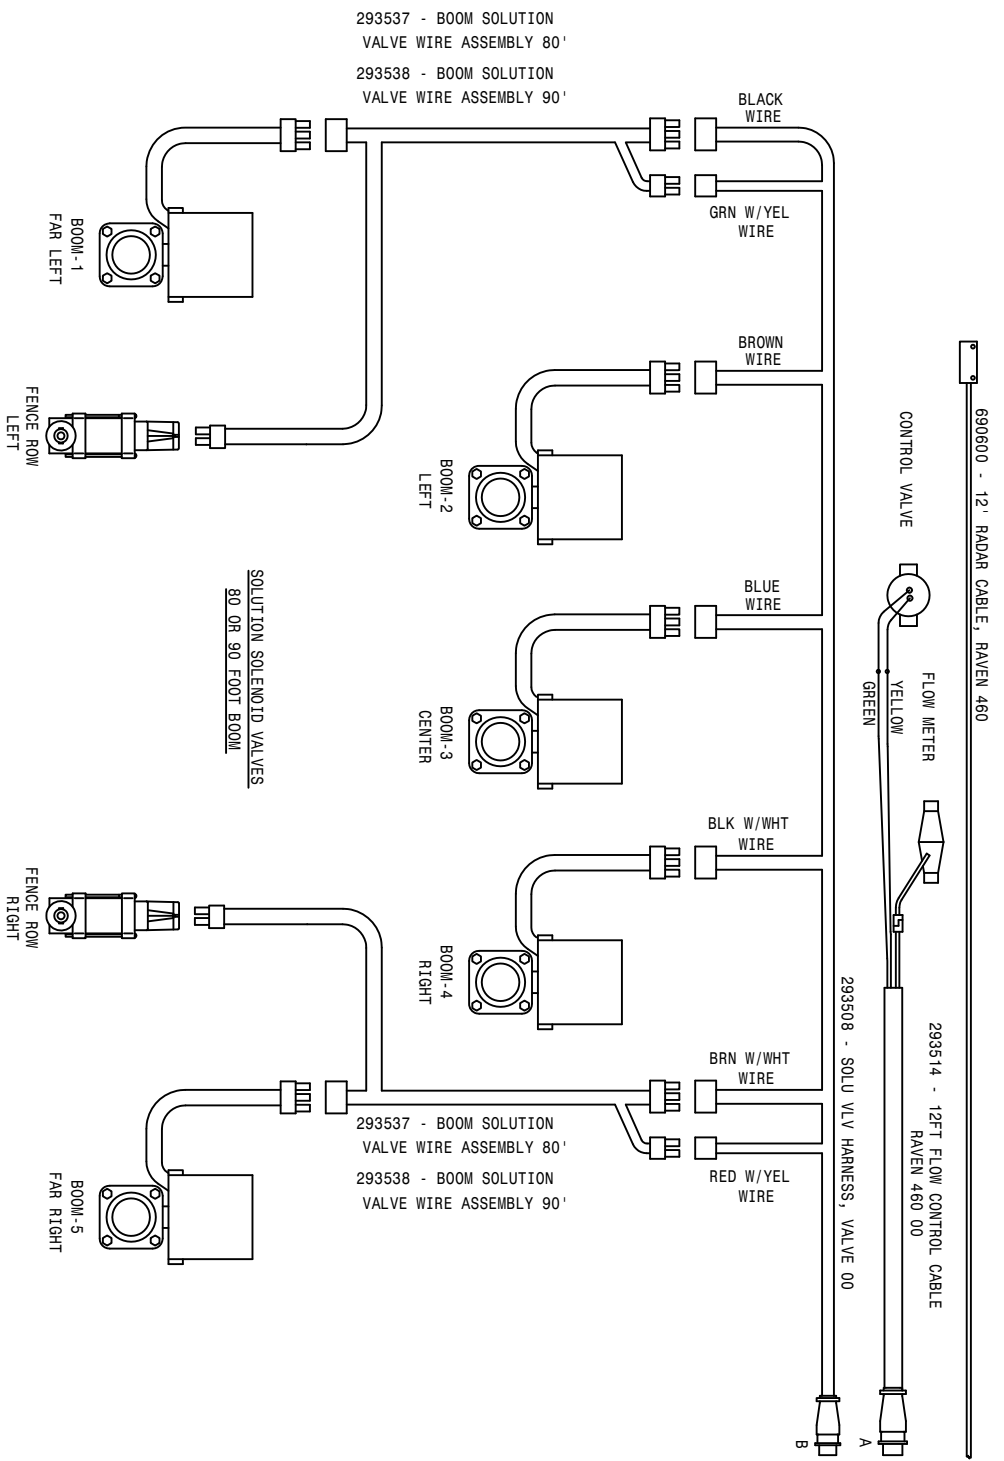 293537 - BOOM SOLUTION
VALVE WIRE ASSEMBLY 80'
293538 - BOOM SOLUTION
VALVE WIRE ASSEMBLY 90'
BLACK
WIRE
GRN W/YEL
WIRE
BROWN
WIRE
BLUE
WIRE
BLK W/WHT
WIRE
BRN W/WHT
WIRE
RED W/YEL
WIRE
293537 - BOOM SOLUTION
VALVE WIRE ASSEMBLY 80'
293538 - BOOM SOLUTION
VALVE WIRE ASSEMBLY 90'
BOOM-1
FAR LEFT
FENCE ROW
LEFT
BOOM-2
LEFT
BOOM-3
CENTER
BOOM-4
RIGHT
FENCE ROW
RIGHT
BOOM-5
FAR RIGHT
SOLUTION SOLENOID VALVES
80 OR 90 FOOT BOOM
690600 - 12' RADAR CABLE, RAVEN 460
CONTROL VALVE
YELLOW
GREEN
FLOW METER
293514 - 12FT FLOW CONTROL CABLE
RAVEN 460 00
293508 - SOLU VLV HARNESS, VALVE 00
A
B